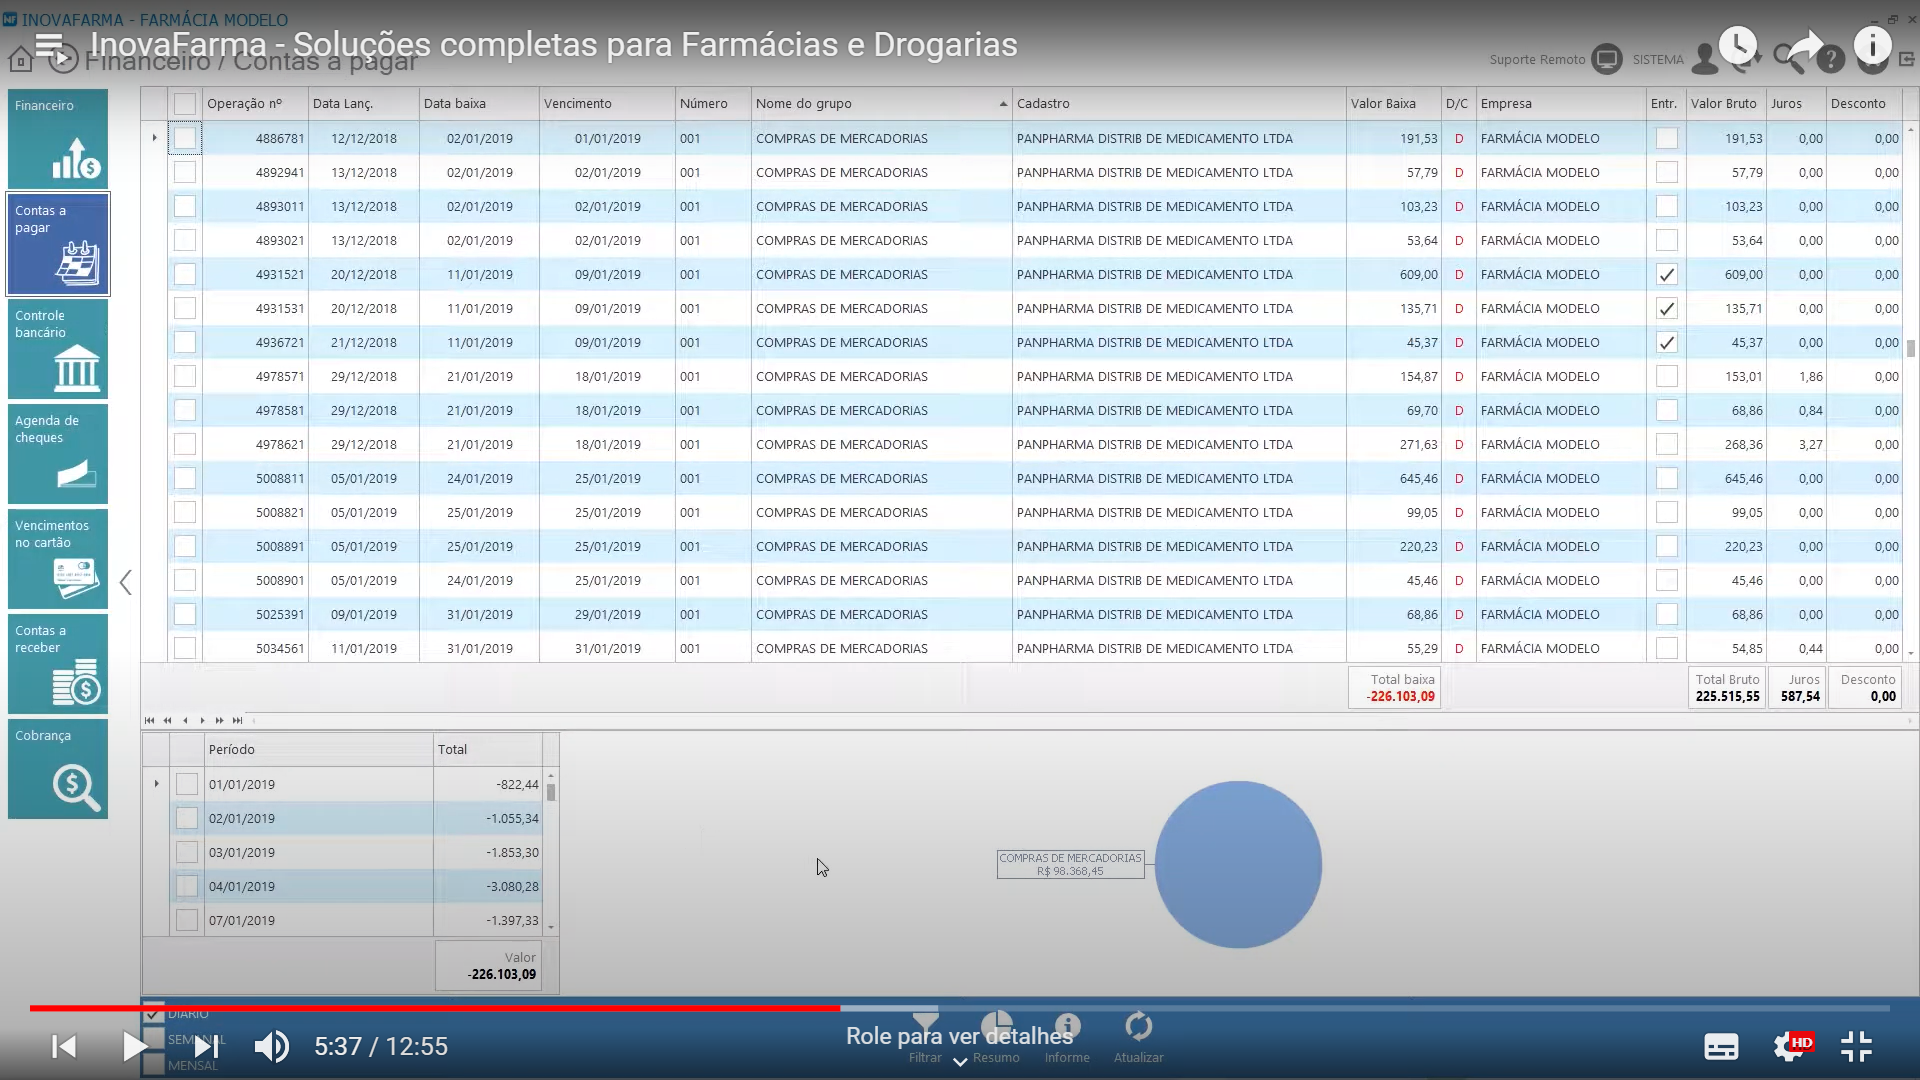 INOVAFARMA - FARMÁCIA MODELO
InovaFarma - Soluções completas para Farmácias e Drogarias
Financeiro / Contas a pagar
Suporte Remoto SISTEMA
Financeiro
Contas a
pagar
Controle
bancário
Agenda de
cheques
Vencimentos
no cartão
Contas a
receber
Cobrança
Operação nº Data Lanç. Data baixa Vencimento Número Nome do grupo Cadastro Valor Baixa D/C Empresa Entr. Valor Bruto Juros Desconto
4886781 12/12/2018 02/01/2019 01/01/2019 001 COMPRAS DE MERCADORIAS PANPHARMA DISTRIB DE MEDICAMENTO LTDA 191,53 D FARMÁCIA MODELO 191,53 0,00 0,00
4892941 13/12/2018 02/01/2019 02/01/2019 001 COMPRAS DE MERCADORIAS PANPHARMA DISTRIB DE MEDICAMENTO LTDA 57,79 D FARMÁCIA MODELO 57,79 0,00 0,00
4893011 13/12/2018 02/01/2019 02/01/2019 001 COMPRAS DE MERCADORIAS PANPHARMA DISTRIB DE MEDICAMENTO LTDA 103,23 D FARMÁCIA MODELO 103,23 0,00 0,00
4893021 13/12/2018 02/01/2019 02/01/2019 001 COMPRAS DE MERCADORIAS PANPHARMA DISTRIB DE MEDICAMENTO LTDA 53,64 D FARMÁCIA MODELO 53,64 0,00 0,00
4931521 20/12/2018 11/01/2019 09/01/2019 001 COMPRAS DE MERCADORIAS PANPHARMA DISTRIB DE MEDICAMENTO LTDA 609,00 D FARMÁCIA MODELO 609,00 0,00 0,00
4931531 20/12/2018 11/01/2019 09/01/2019 001 COMPRAS DE MERCADORIAS PANPHARMA DISTRIB DE MEDICAMENTO LTDA 135,71 D FARMÁCIA MODELO 135,71 0,00 0,00
4936721 21/12/2018 11/01/2019 09/01/2019 001 COMPRAS DE MERCADORIAS PANPHARMA DISTRIB DE MEDICAMENTO LTDA 45,37 D FARMÁCIA MODELO 45,37 0,00 0,00
4978571 29/12/2018 21/01/2019 18/01/2019 001 COMPRAS DE MERCADORIAS PANPHARMA DISTRIB DE MEDICAMENTO LTDA 154,87 D FARMÁCIA MODELO 153,01 1,86 0,00
4978581 29/12/2018 21/01/2019 18/01/2019 001 COMPRAS DE MERCADORIAS PANPHARMA DISTRIB DE MEDICAMENTO LTDA 69,70 D FARMÁCIA MODELO 68,86 0,84 0,00
4978621 29/12/2018 21/01/2019 18/01/2019 001 COMPRAS DE MERCADORIAS PANPHARMA DISTRIB DE MEDICAMENTO LTDA 271,63 D FARMÁCIA MODELO 268,36 3,27 0,00
5008811 05/01/2019 24/01/2019 25/01/2019 001 COMPRAS DE MERCADORIAS PANPHARMA DISTRIB DE MEDICAMENTO LTDA 645,46 D FARMÁCIA MODELO 645,46 0,00 0,00
5008821 05/01/2019 25/01/2019 25/01/2019 001 COMPRAS DE MERCADORIAS PANPHARMA DISTRIB DE MEDICAMENTO LTDA 99,05 D FARMÁCIA MODELO 99,05 0,00 0,00
5008891 05/01/2019 25/01/2019 25/01/2019 001 COMPRAS DE MERCADORIAS PANPHARMA DISTRIB DE MEDICAMENTO LTDA 220,23 D FARMÁCIA MODELO 220,23 0,00 0,00
5008901 05/01/2019 24/01/2019 25/01/2019 001 COMPRAS DE MERCADORIAS PANPHARMA DISTRIB DE MEDICAMENTO LTDA 45,46 D FARMÁCIA MODELO 45,46 0,00 0,00
5025391 09/01/2019 31/01/2019 29/01/2019 001 COMPRAS DE MERCADORIAS PANPHARMA DISTRIB DE MEDICAMENTO LTDA 68,86 D FARMÁCIA MODELO 68,86 0,00 0,00
5034561 11/01/2019 31/01/2019 31/01/2019 001 COMPRAS DE MERCADORIAS PANPHARMA DISTRIB DE MEDICAMENTO LTDA 55,29 D FARMÁCIA MODELO 54,85 0,44 0,00
Total baixa Total Bruto Juros Desconto
-226.103,09 225.515,55 587,54 0,00
Período Total
01/01/2019 -822,44
02/01/2019 -1.055,34
03/01/2019 -1.853,30
04/01/2019 -3.080,28
07/01/2019 -1.397,33
Valor
-226.103,09
COMPRAS DE MERCADORIAS
R$ 98.368,45
DIÁRIO
SEMANAL
MENSAL
5:37 / 12:55
Role para ver detalhes
Filtrar Resumo Informe Atualizar
HD